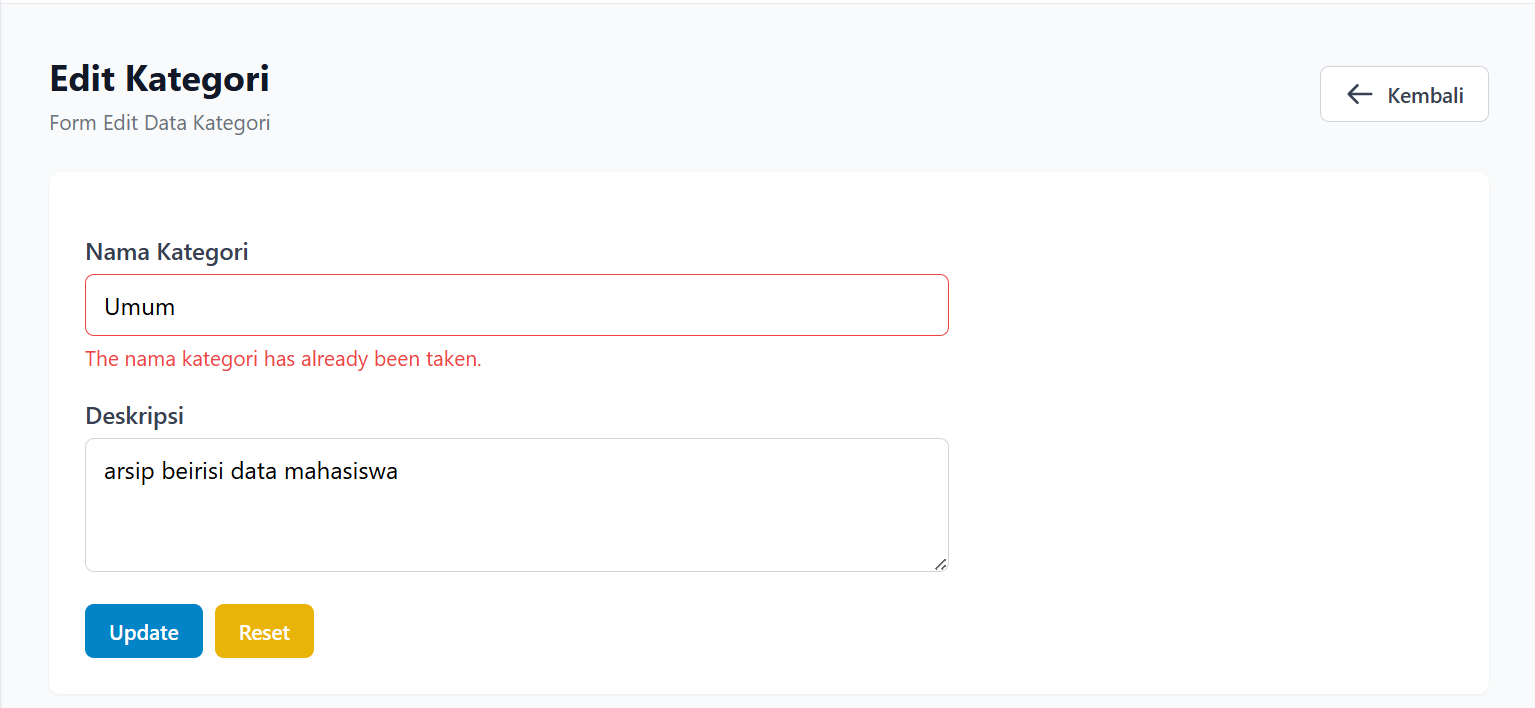 Edit Kategori
Form Edit Data Kategori
Kembali
Nama Kategori
Umum
The nama kategori has already been taken.
Deskripsi
arsip beirisi data mahasiswa
Update
Reset